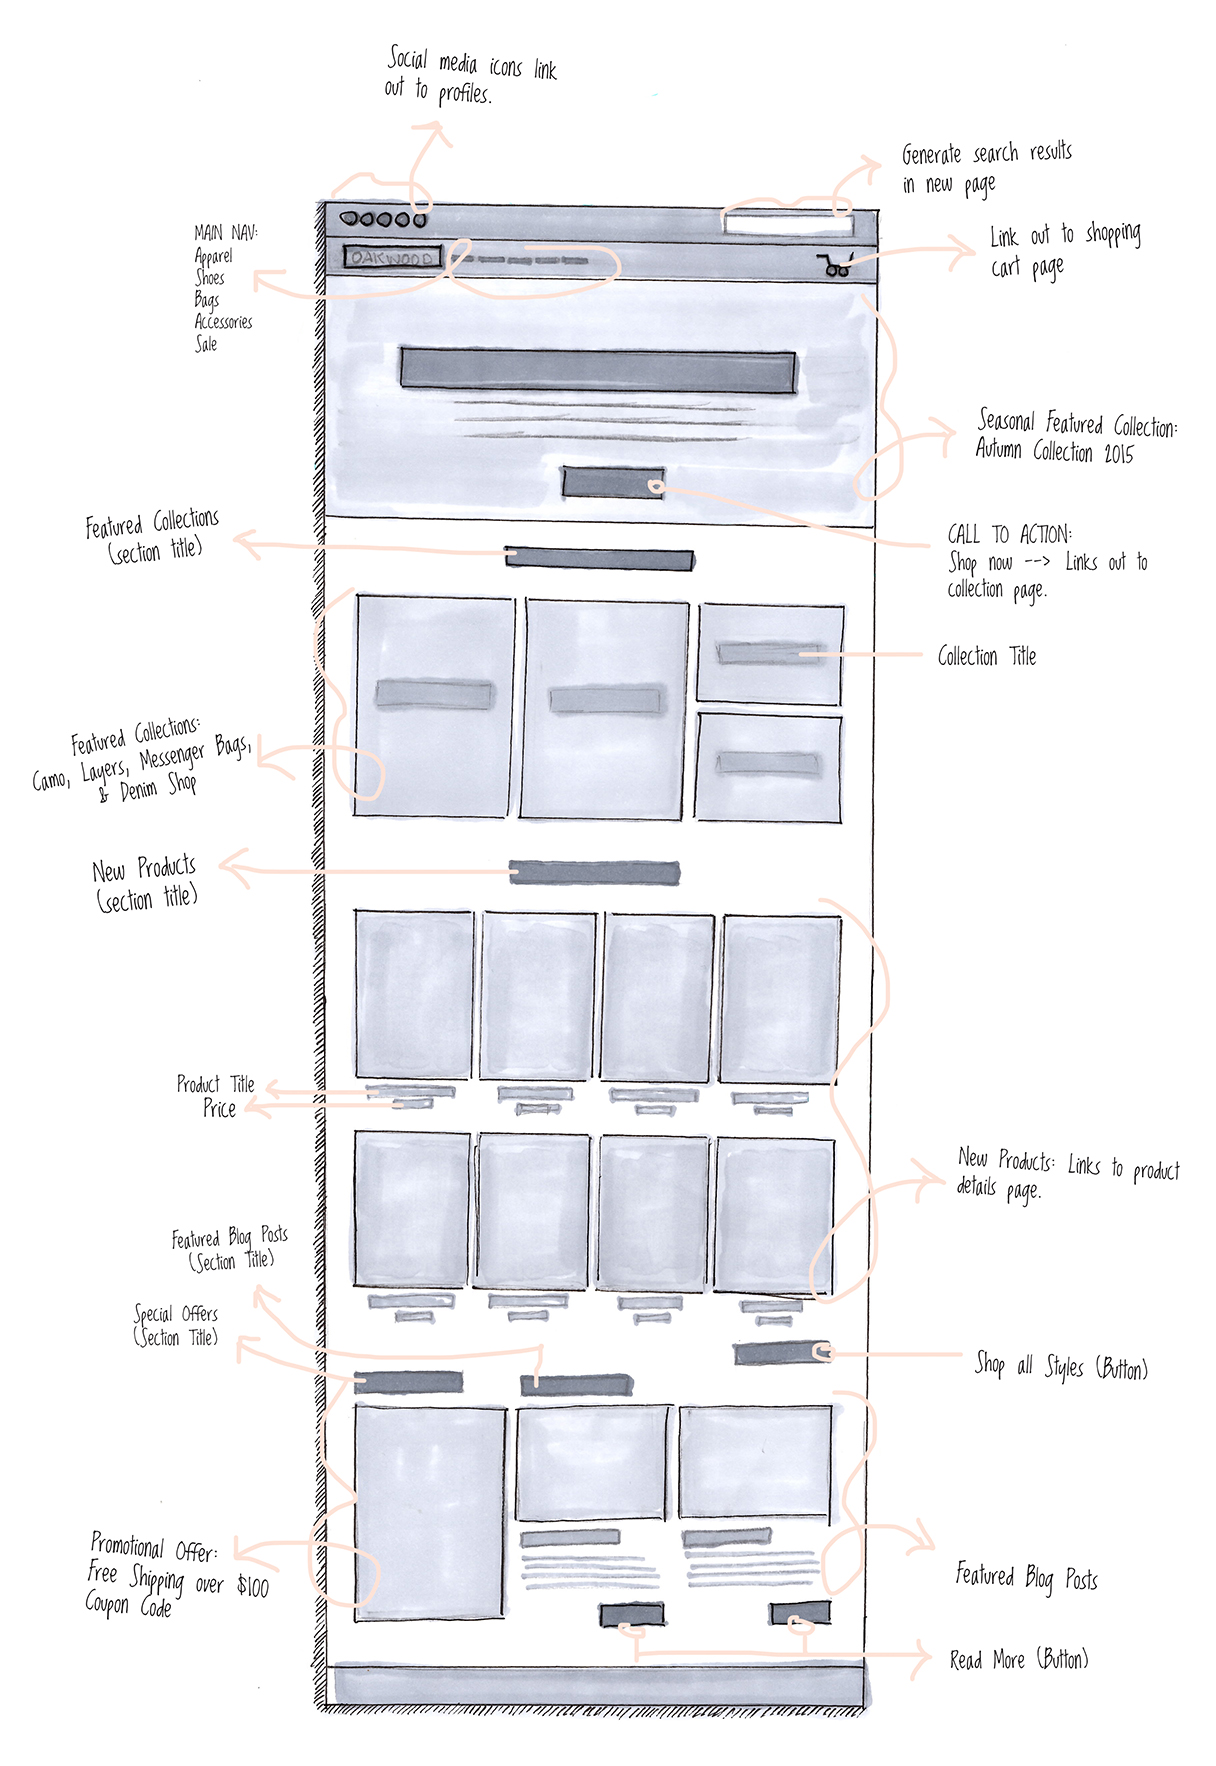 Social media icons link
out to profiles.
Generate search results
in new page
MAIN NAV:
Apparel
Shoes
Bags
Accessories
Sale
OAKWOOD
Link out to shopping
cart page
Seasonal Featured Collection:
Autumn Collection 2015
Featured Collections
(section title)
CALL TO ACTION:
Shop now --> Links out to
collection page.
Collection Title
Featured Collections:
Camo, Layers, Messenger Bags,
& Denim Shop
New Products
(section title)
Product Title
Price
New Products: Links to product
details page.
Featured Blog Posts
(Section Title)
Special Offers
(Section Title)
Shop all Styles (Button)
Promotional Offer:
Free Shipping over $100
Coupon Code
Featured Blog Posts
Read More (Button)